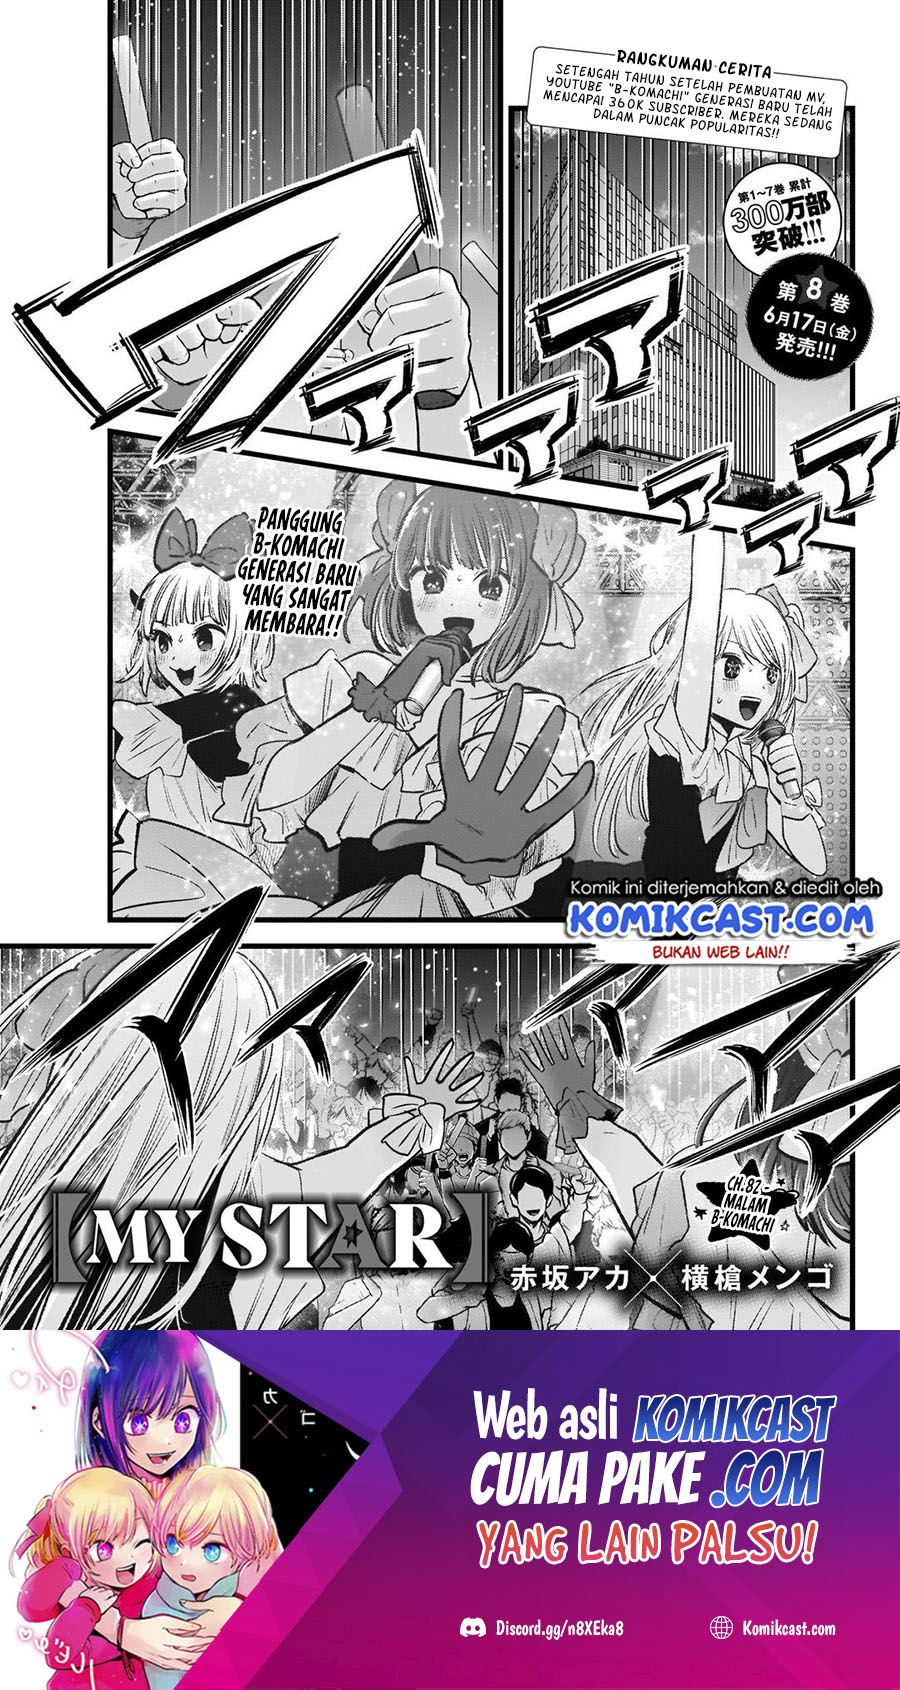 RANGKUMAN CERITA
SETENGAH TAHUN SETELAH PEMBUATAN MV,
YOUTUBE "B-KOMACHI" GENERASI BARU TELAH
MENCAPAI 360K SUBSCRIBER. MEREKA SEDANG
DALAM PUNCAK POPULARITAS!!
第1~7巻 累計
300万部
突破!!!
第8巻
6月17日(金)
発売!!!
ワァァァァァ
PANGGUNG
B-KOMACHI
GENERASI BARU
YANG SANGAT
MEMBARA!!
Komik ini diterjemahkan & diedit oleh
KOMIKCAST.COM
BUKAN WEB LAIN!!
CH.82 -
MALAM
B-KOMACHI
【MY STAR】
赤坂アカ×横槍メンゴ
Web asli KOMIKCAST
CUMA PAKE .COM
YANG LAIN PALSU!
Discord.gg/n8XEka8
Komikcast.com